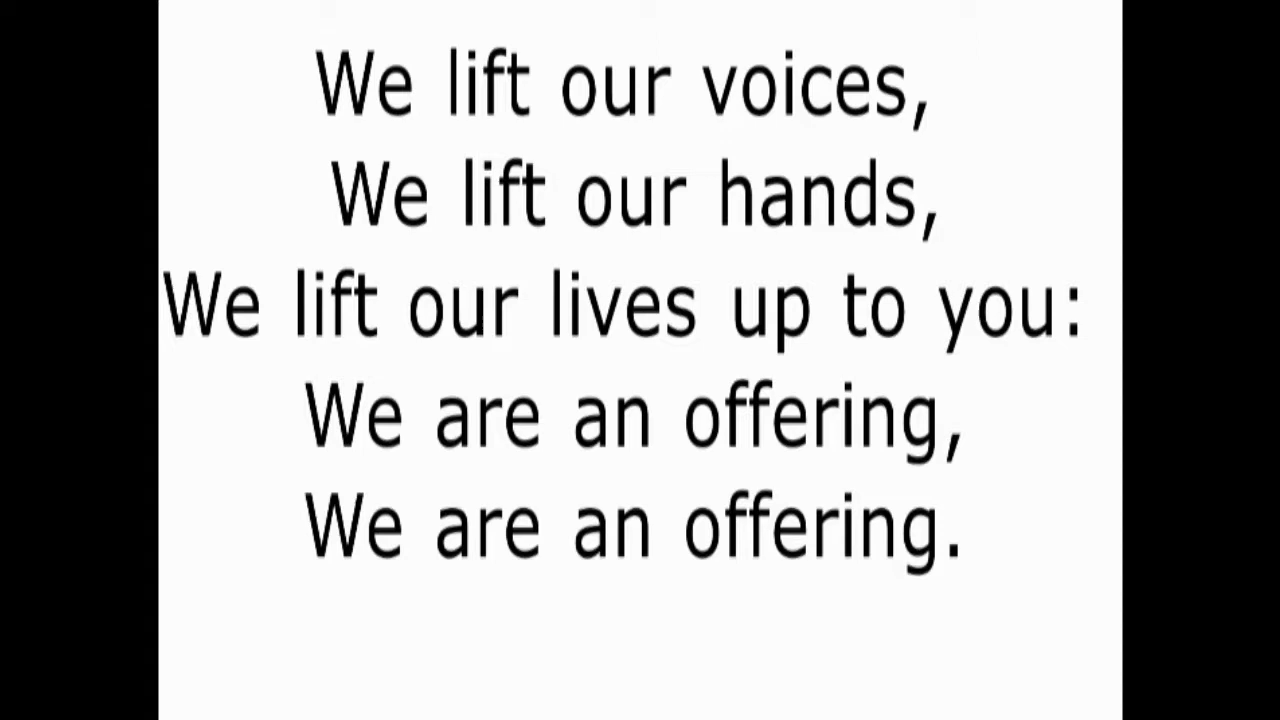 We lift our voices,
We lift our hands,
We lift our lives up to you:
We are an offering,
We are an offering.